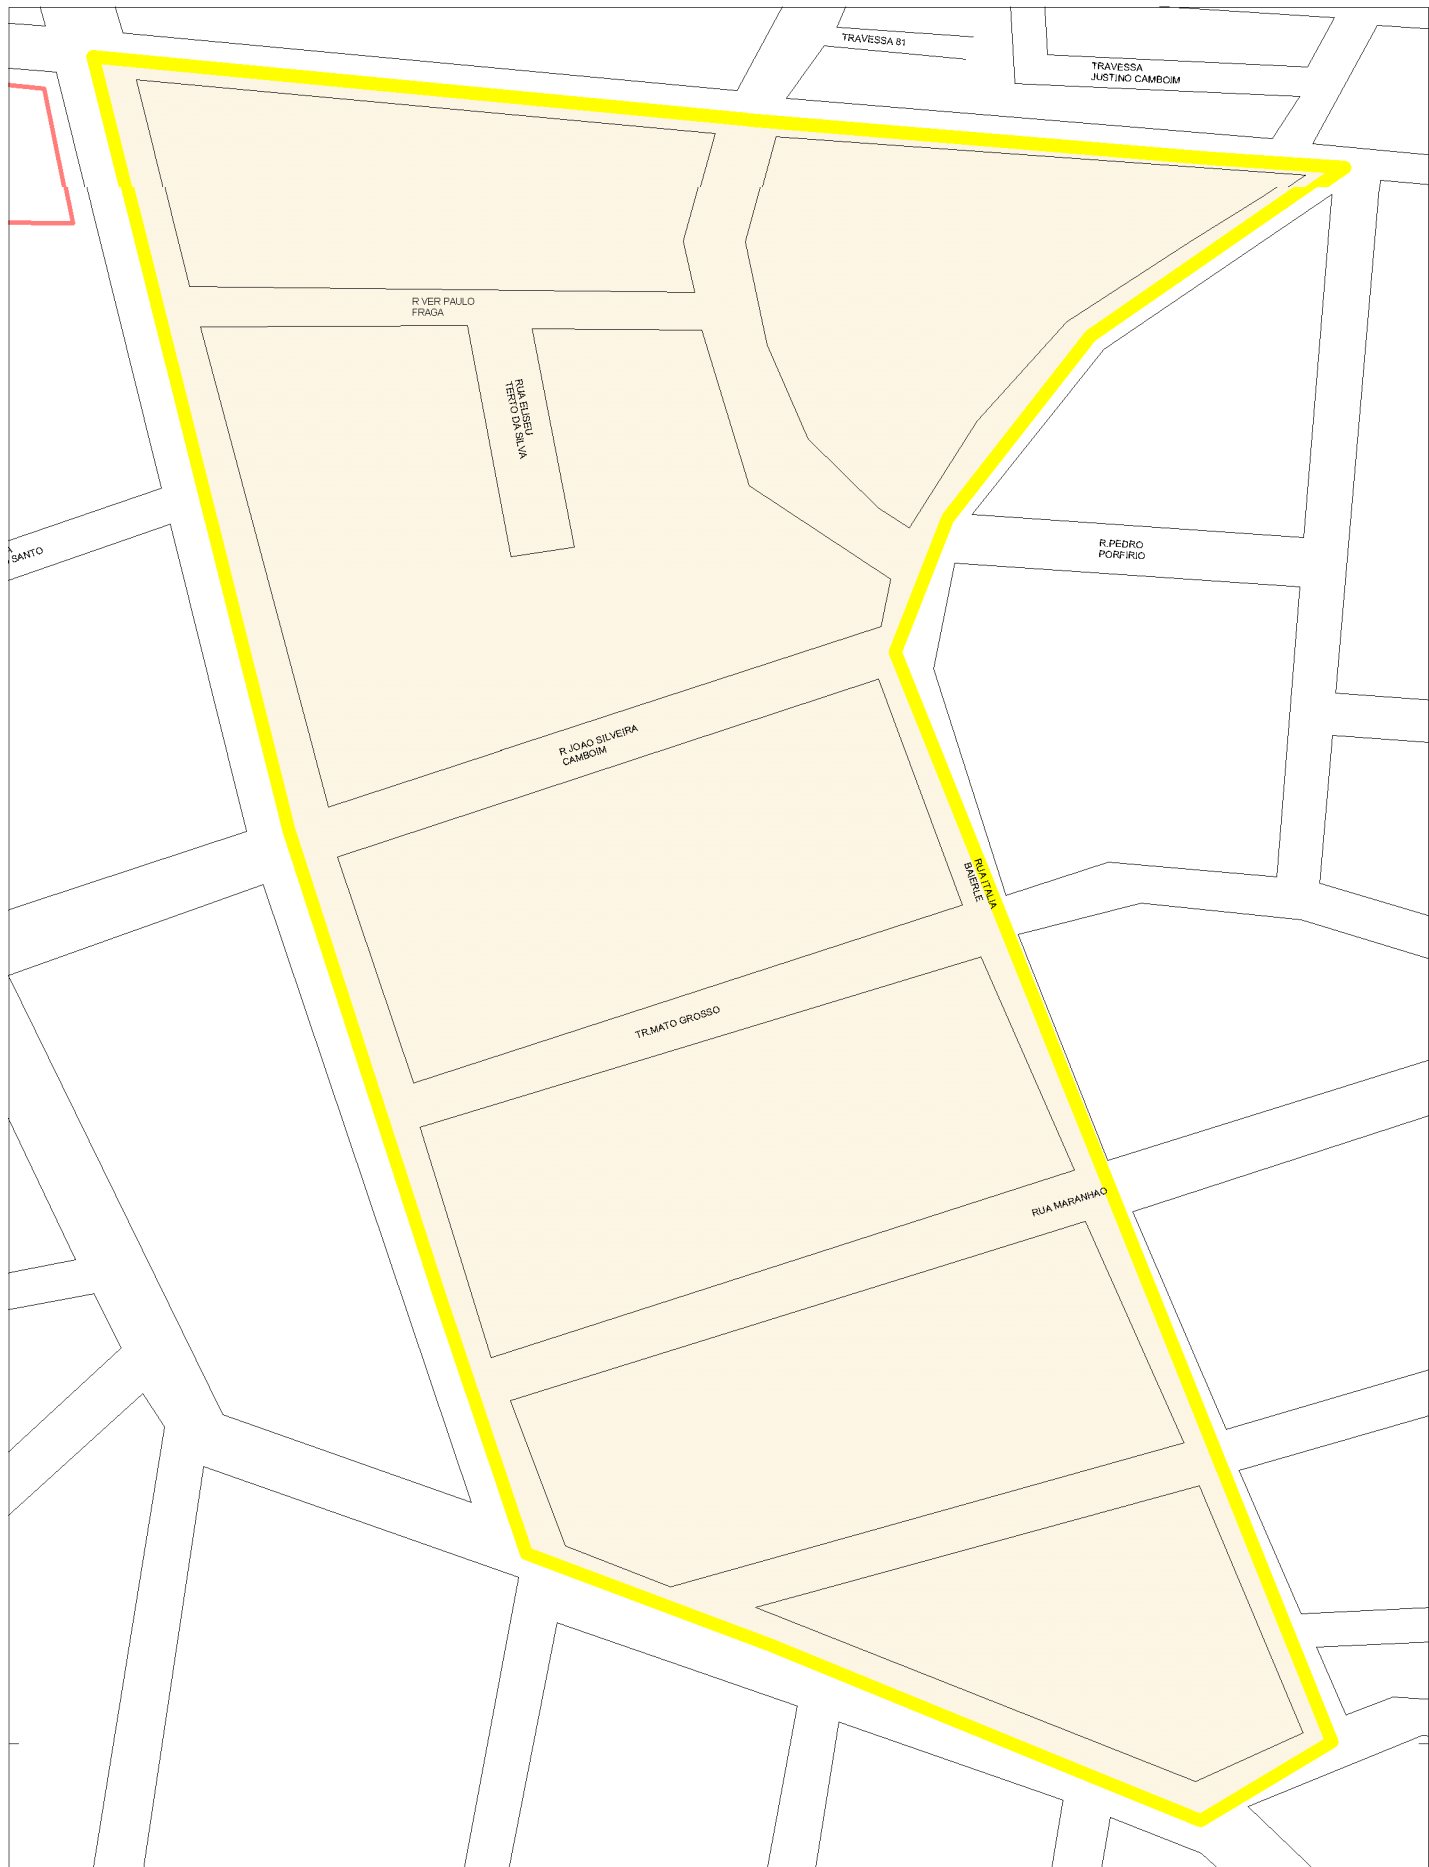 TRAVESSA 81
TRAVESSA
JUSTINO CAMBOIM
R VER PAULO
FRAGA
RUA ELISEU
TERTO DA SILVA
SANTO
R.PEDRO
PORFIRIO
R JOAO SILVEIRA
CAMBOIM
RUA ITALIA
BAIERLE
TR.MATO GROSSO
RUA MARANHAO